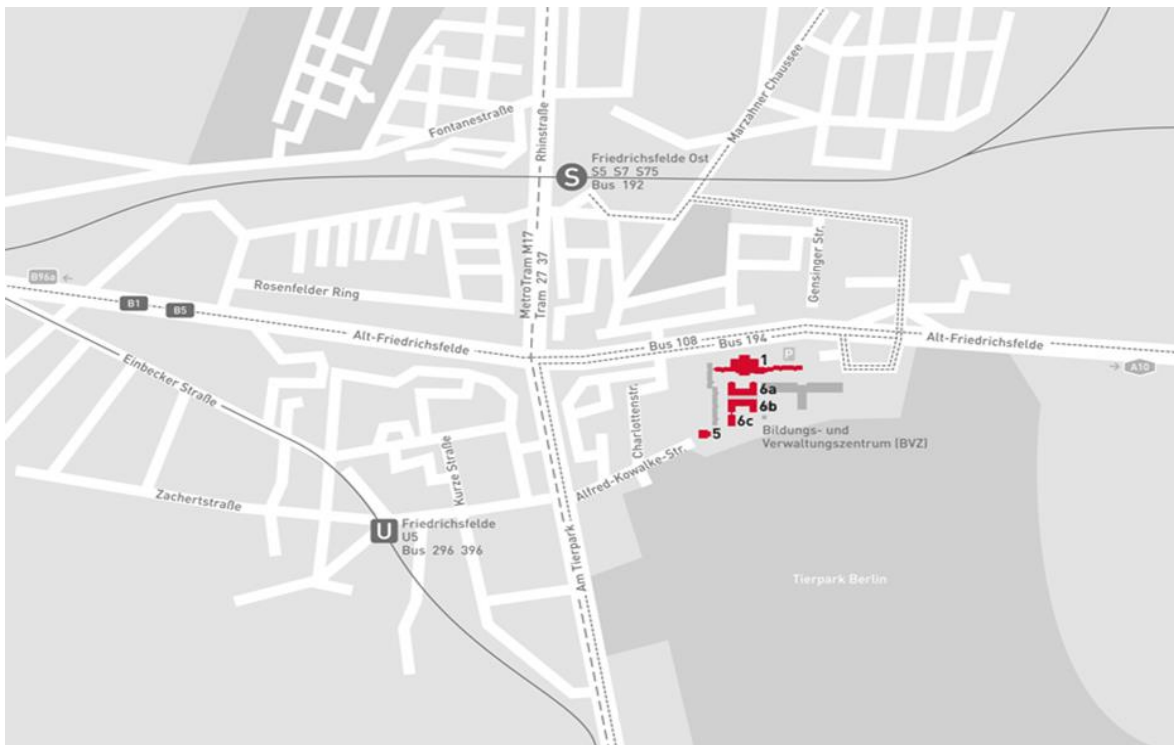 Fontanestraße
Rhinstraße
Marzahner Chaussee
S
Friedrichsfelde Ost
S5 S7 S75
Bus 192
Gensinger Str.
B96a ←
B1
B5
Rosenfelder Ring
MetroTram M17
Tram 27 37
Alt-Friedrichsfelde
Bus 108
Bus 194
Alt-Friedrichsfelde
→ A10
P
1
6a
6b
6c
5
Bildungs- und
Verwaltungszentrum (BVZ)
Einbecker Straße
Charlottenstr.
Kurze Straße
Alfred-Kowalke-Str.
Zachertstraße
U
Friedrichsfelde
U5
Bus 296 396
Am Tierpark
Tierpark Berlin